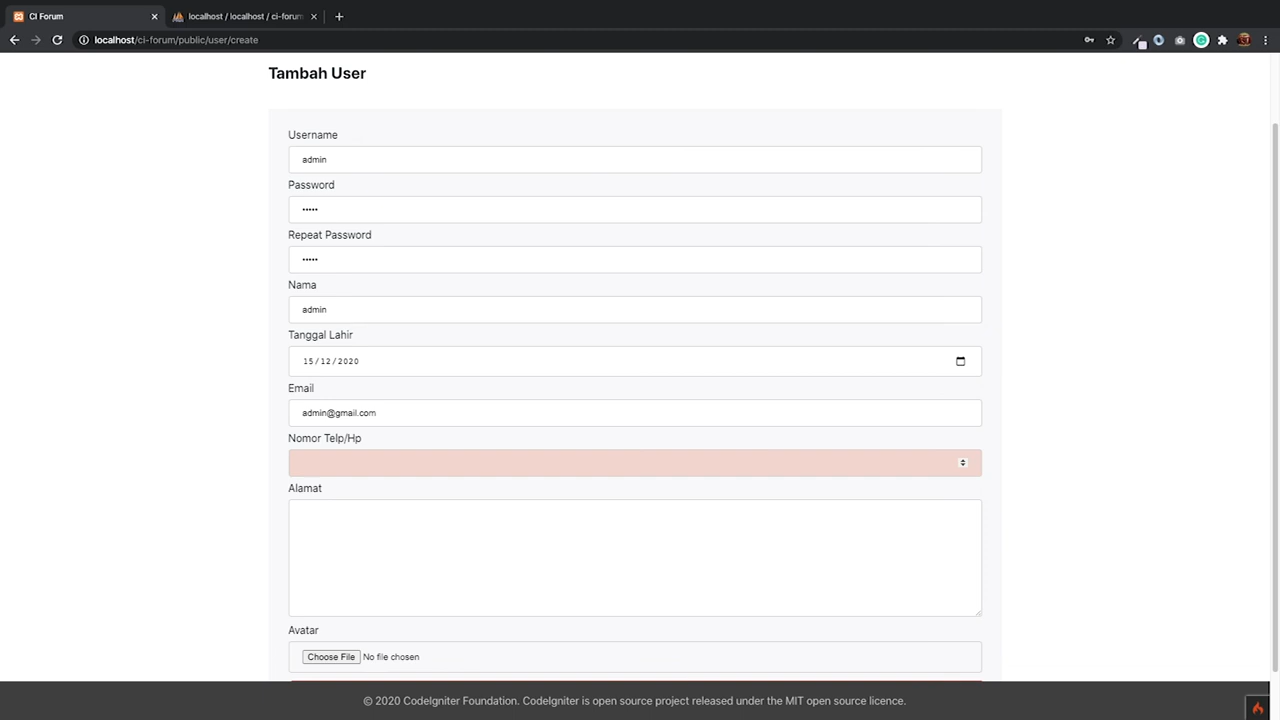 CI Forum
localhost / localhost / ci-forum
localhost/ci-forum/public/user/create
Tambah User
Username
admin
Password
•••••
Repeat Password
•••••
Nama
admin
Tanggal Lahir
15/12/2020
Email
admin@gmail.com
Nomor Telp/Hp
Alamat
Avatar
Choose File No file chosen
© 2020 CodeIgniter Foundation. CodeIgniter is open source project released under the MIT open source licence.